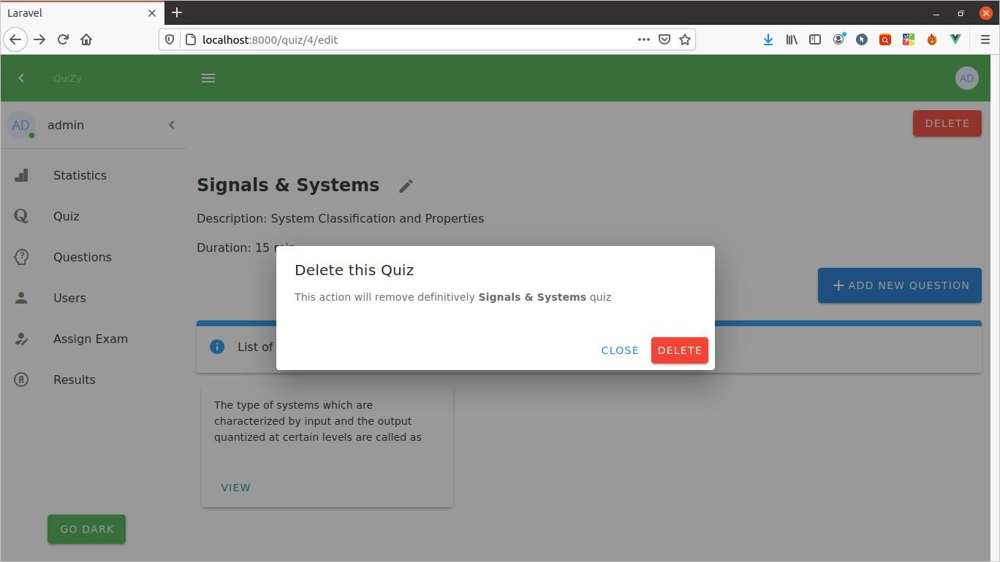 Laravel
localhost:8000/quiz/4/edit
QuiZy
AD
AD
admin
DELETE
Statistics
Quiz
Questions
Users
Assign Exam
Results
GO DARK
Signals & Systems
Description: System Classification and Properties
Duration: 15 min
ADD NEW QUESTION
List of
Delete this Quiz
This action will remove definitively Signals & Systems quiz
CLOSE
DELETE
The type of systems which are
characterized by input and the output
quantized at certain levels are called as
VIEW